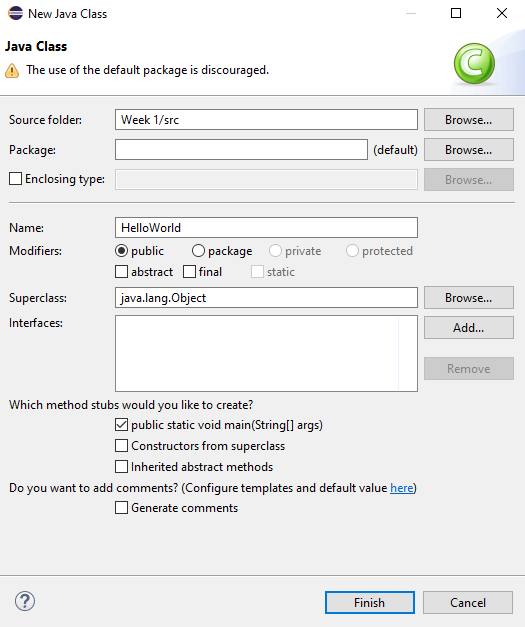 New Java Class
Java Class
The use of the default package is discouraged.
Source folder: Week 1/src Browse...
Package: (default) Browse...
Enclosing type: Browse...
Name: HelloWorld
Modifiers: public package private protected
abstract final static
Superclass: java.lang.Object Browse...
Interfaces: Add...
Remove
Which method stubs would you like to create?
public static void main(String[] args)
Constructors from superclass
Inherited abstract methods
Do you want to add comments? (Configure templates and default value here)
Generate comments
? Finish Cancel